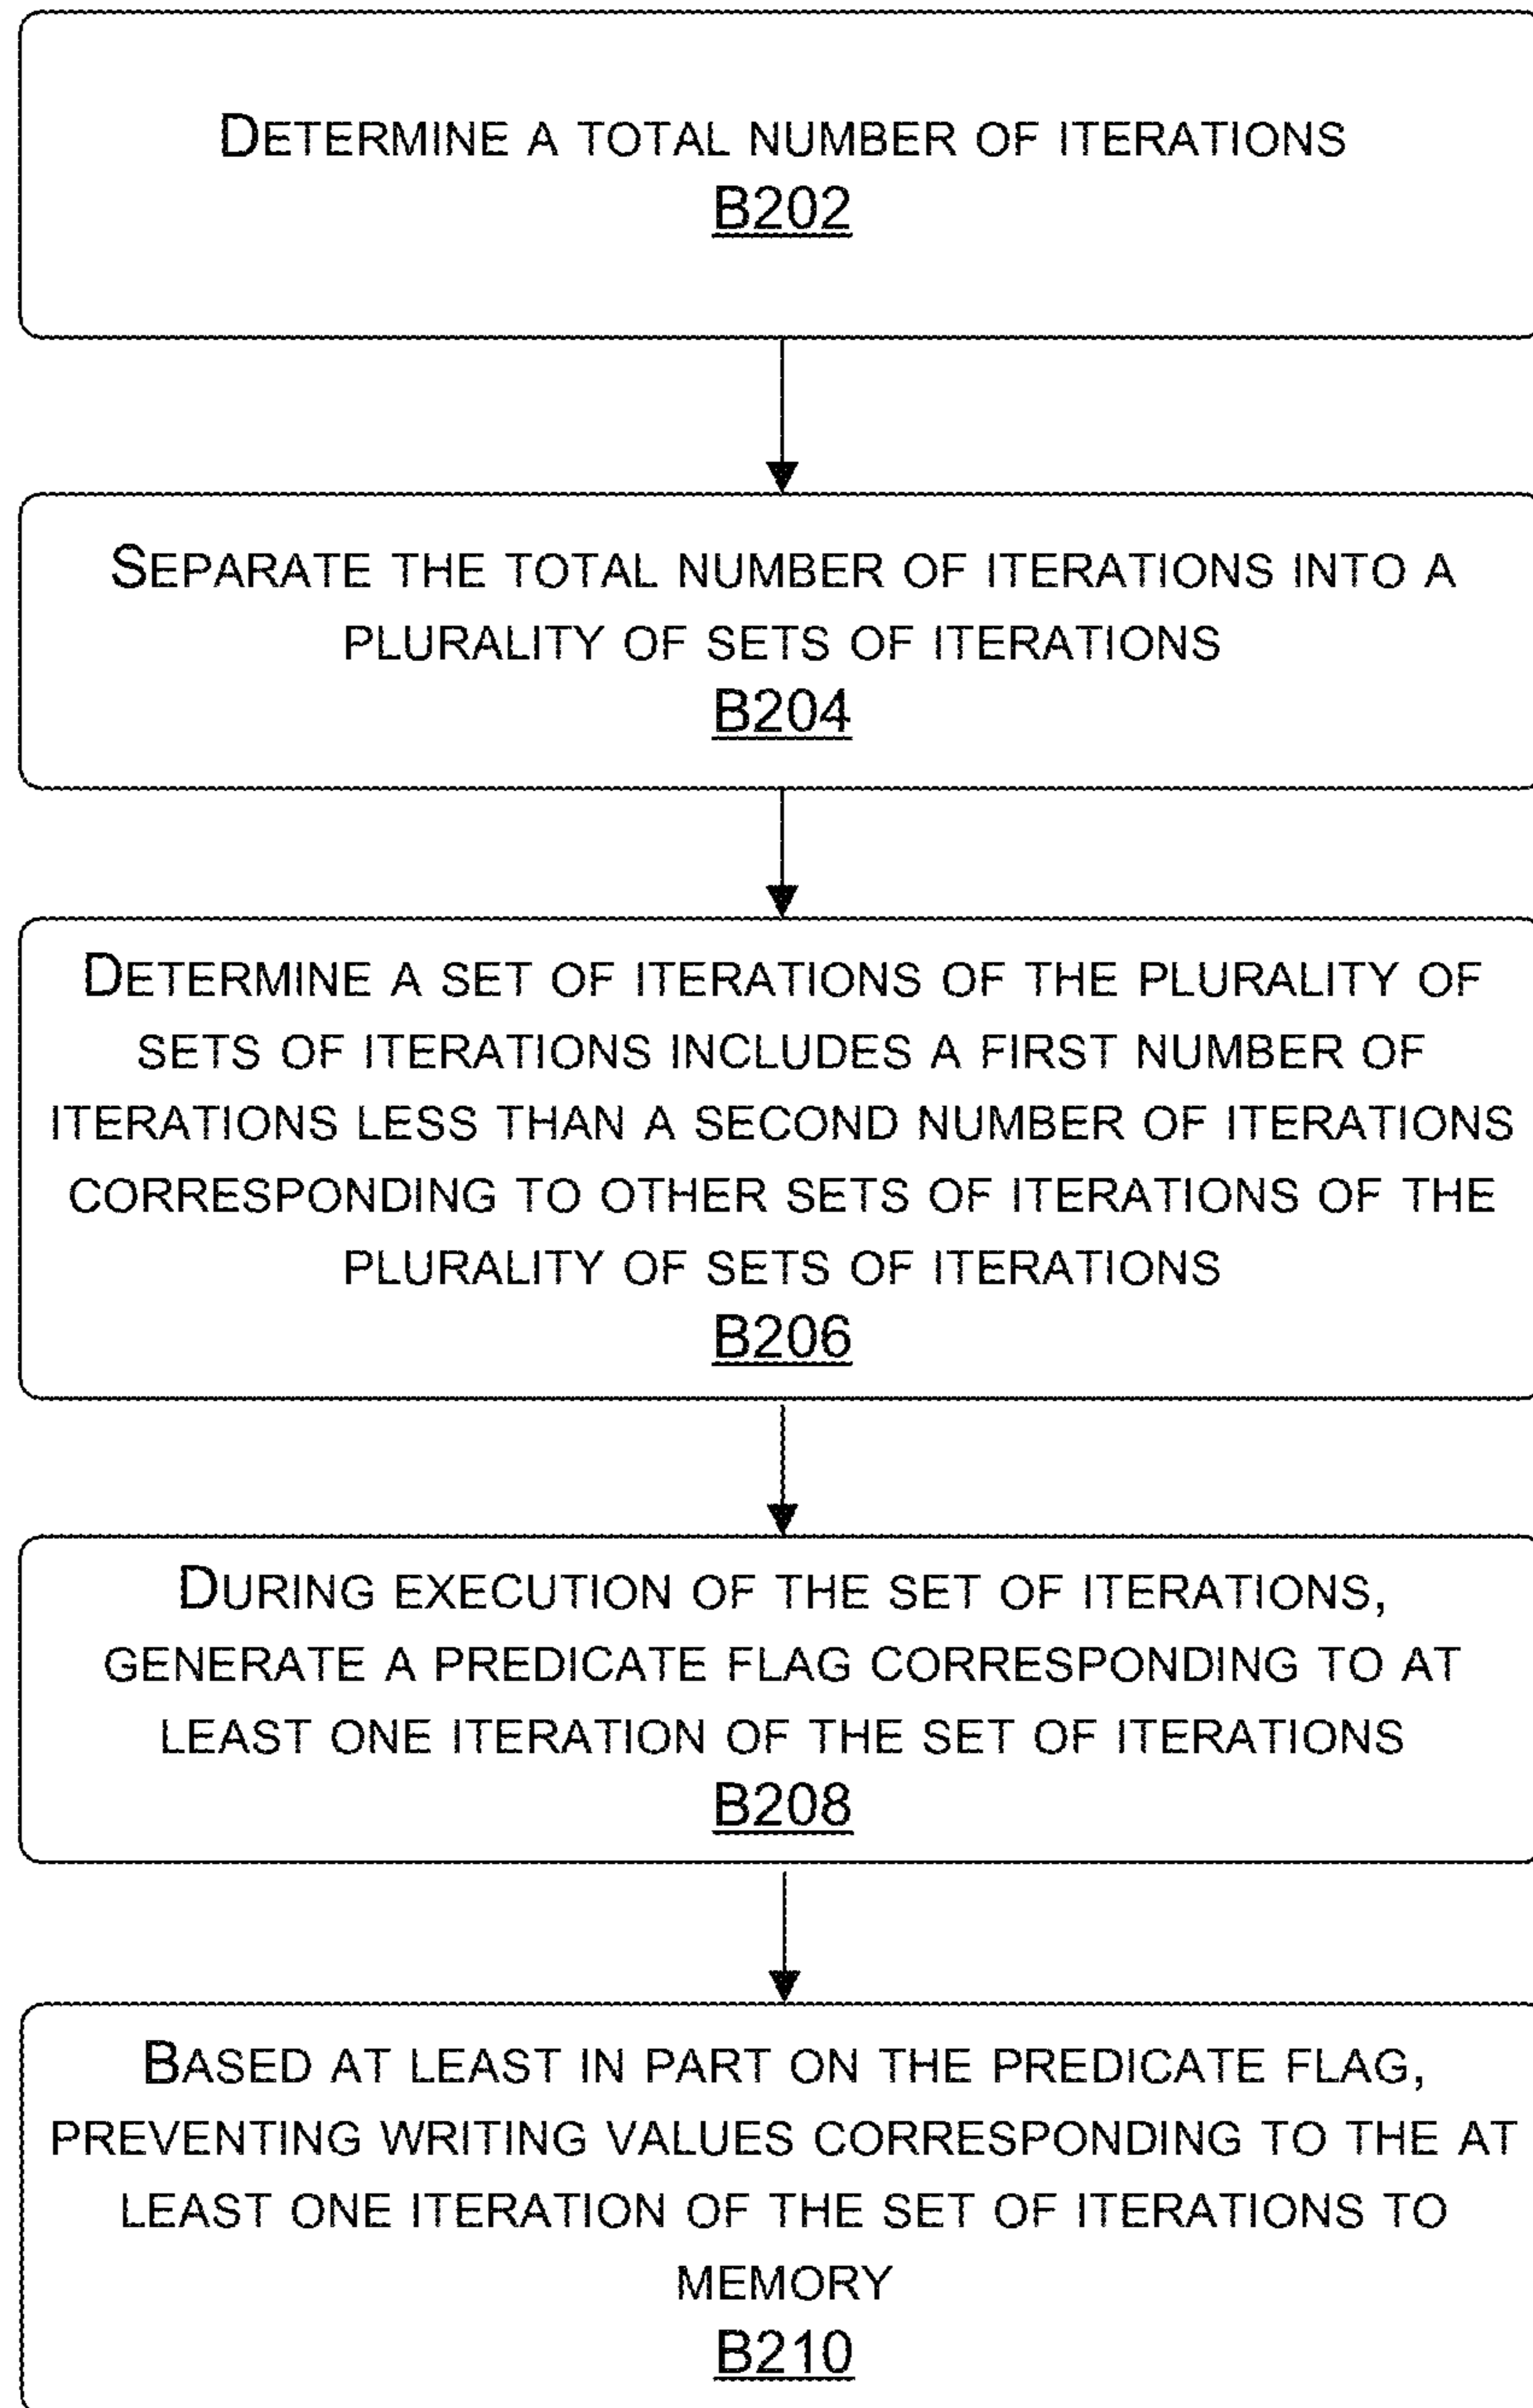 DETERMINE A TOTAL NUMBER OF ITERATIONS
B202
SEPARATE THE TOTAL NUMBER OF ITERATIONS INTO A
PLURALITY OF SETS OF ITERATIONS
B204
DETERMINE A SET OF ITERATIONS OF THE PLURALITY OF
SETS OF ITERATIONS INCLUDES A FIRST NUMBER OF
ITERATIONS LESS THAN A SECOND NUMBER OF ITERATIONS
CORRESPONDING TO OTHER SETS OF ITERATIONS OF THE
PLURALITY OF SETS OF ITERATIONS
B206
DURING EXECUTION OF THE SET OF ITERATIONS,
GENERATE A PREDICATE FLAG CORRESPONDING TO AT
LEAST ONE ITERATION OF THE SET OF ITERATIONS
B208
BASED AT LEAST IN PART ON THE PREDICATE FLAG,
PREVENTING WRITING VALUES CORRESPONDING TO THE AT
LEAST ONE ITERATION OF THE SET OF ITERATIONS TO
MEMORY
B210